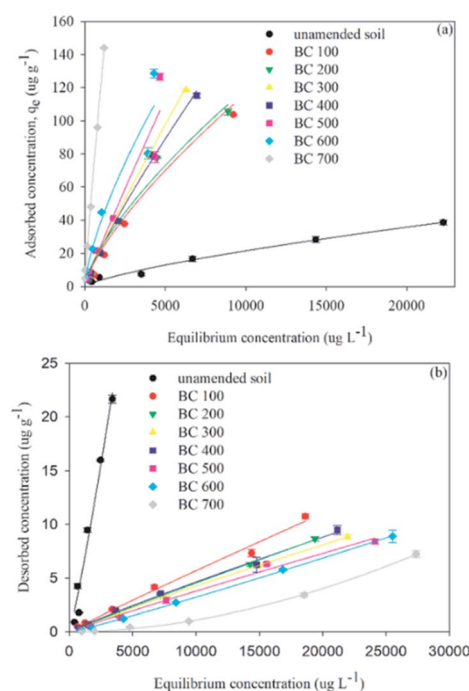 140
120
100
80
60
40
20
0
Adsorbed concentration, qe (ug g-1)
(a)
unamended soil
BC 100
BC 200
BC 300
BC 400
BC 500
BC 600
BC 700
0 5000 10000 15000 20000
Equilibrium concentration (ug L-1)
25
20
15
10
5
0
Desorbed concentration (ug g-1)
(b)
unamended soil
BC 100
BC 200
BC 300
BC 400
BC 500
BC 600
BC 700
0 5000 10000 15000 20000 25000 30000
Equilibrium concentration (ug L-1)